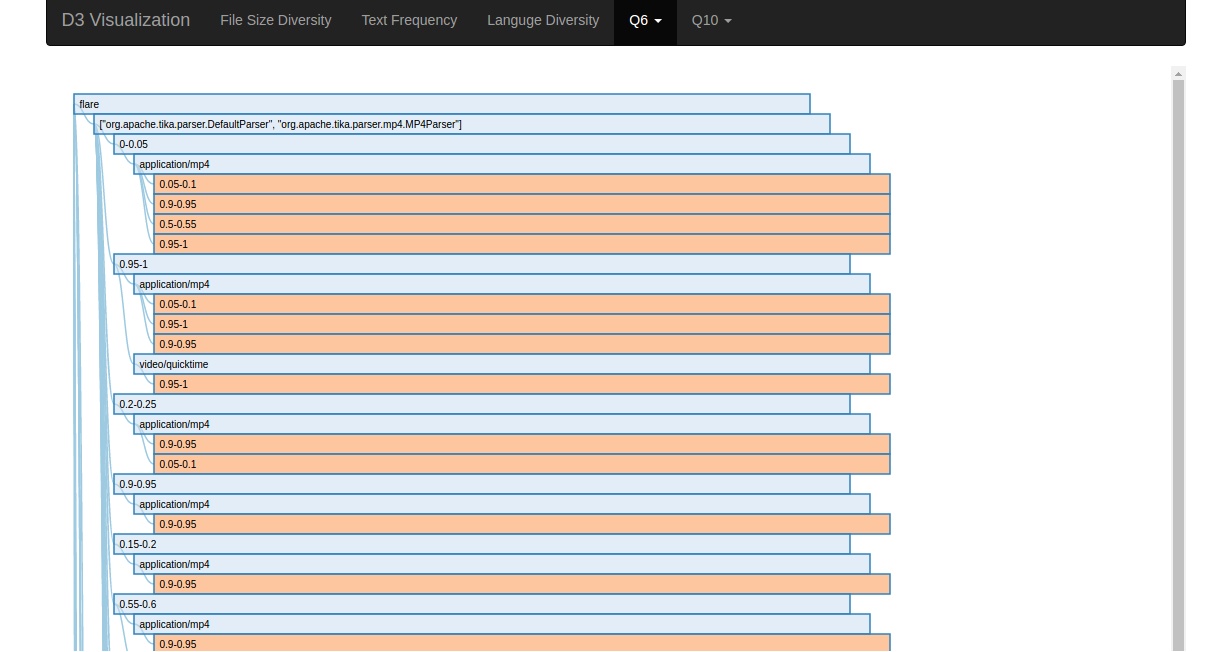 D3 Visualization File Size Diversity Text Frequency Languge Diversity Q6 Q10
flare
["org.apache.tika.parser.DefaultParser", "org.apache.tika.parser.mp4.MP4Parser"]
0-0.05
application/mp4
0.05-0.1
0.9-0.95
0.5-0.55
0.95-1
0.95-1
application/mp4
0.05-0.1
0.95-1
0.9-0.95
video/quicktime
0.95-1
0.2-0.25
application/mp4
0.9-0.95
0.05-0.1
0.9-0.95
application/mp4
0.9-0.95
0.15-0.2
application/mp4
0.9-0.95
0.55-0.6
application/mp4
0.9-0.95